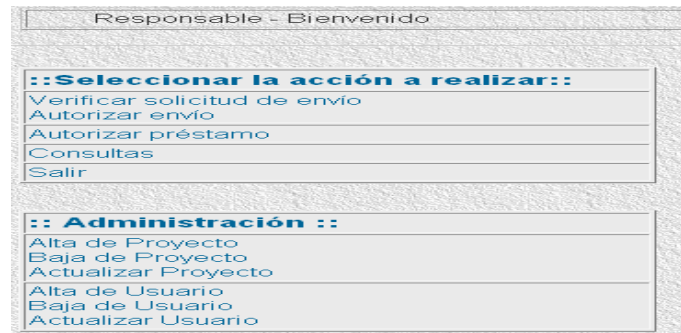 Responsable - Bienvenido
::Seleccionar la acción a realizar::
Verificar solicitud de envío
Autorizar envío
Autorizar préstamo
Consultas
Salir
:: Administración ::
Alta de Proyecto
Baja de Proyecto
Actualizar Proyecto
Alta de Usuario
Baja de Usuario
Actualizar Usuario